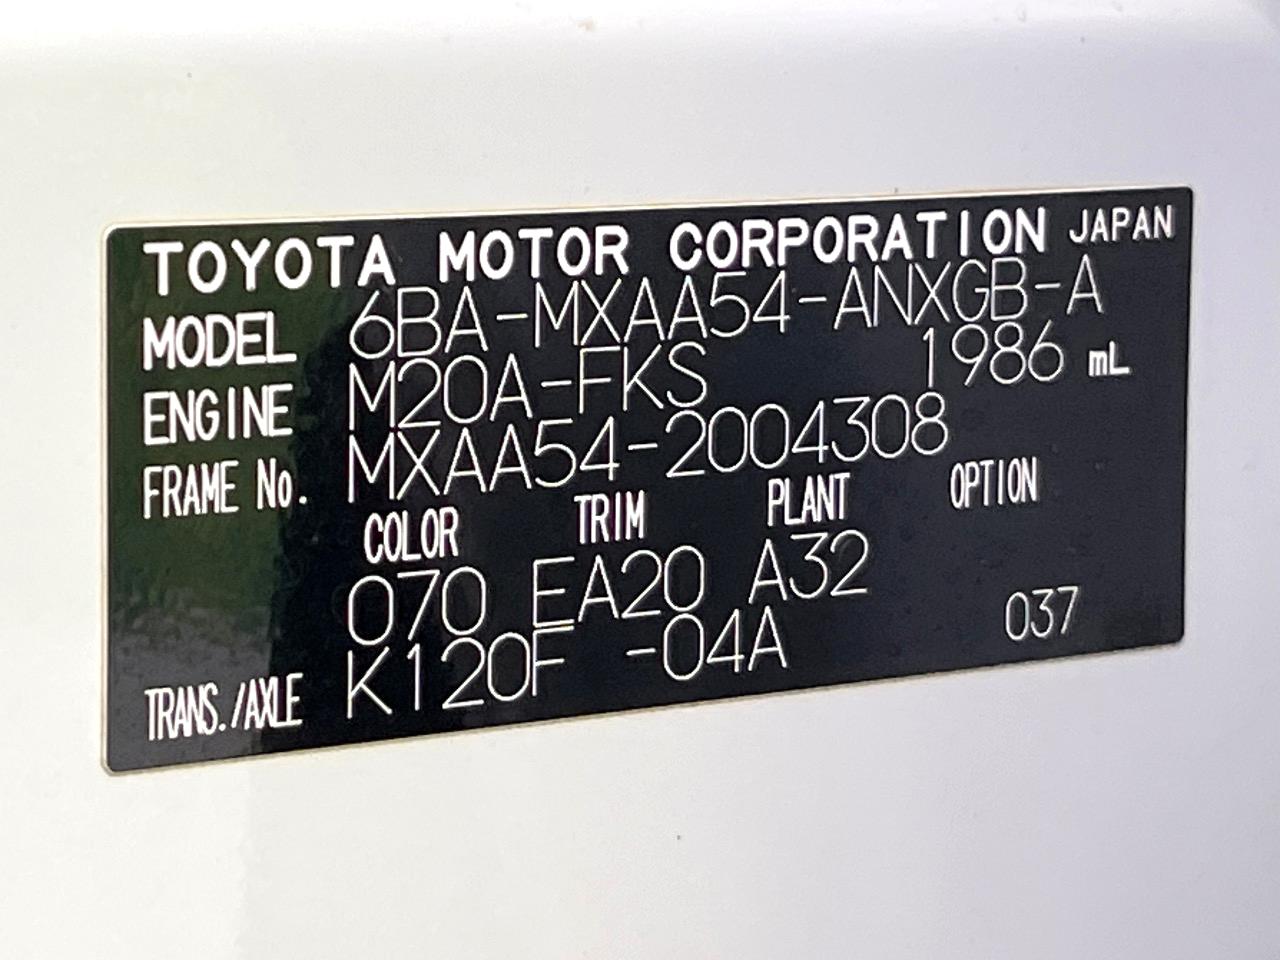 TOYOTA MOTOR CORPORATION JAPAN
MODEL 6BA-MXAA54-ANXGB-A
ENGINE M20A-FKS 1986 mL
FRAME No. MXAA54-2004308
COLOR TRIM PLANT OPTION
070 EA20 A32
TRANS./AXLE K120F -04A 037